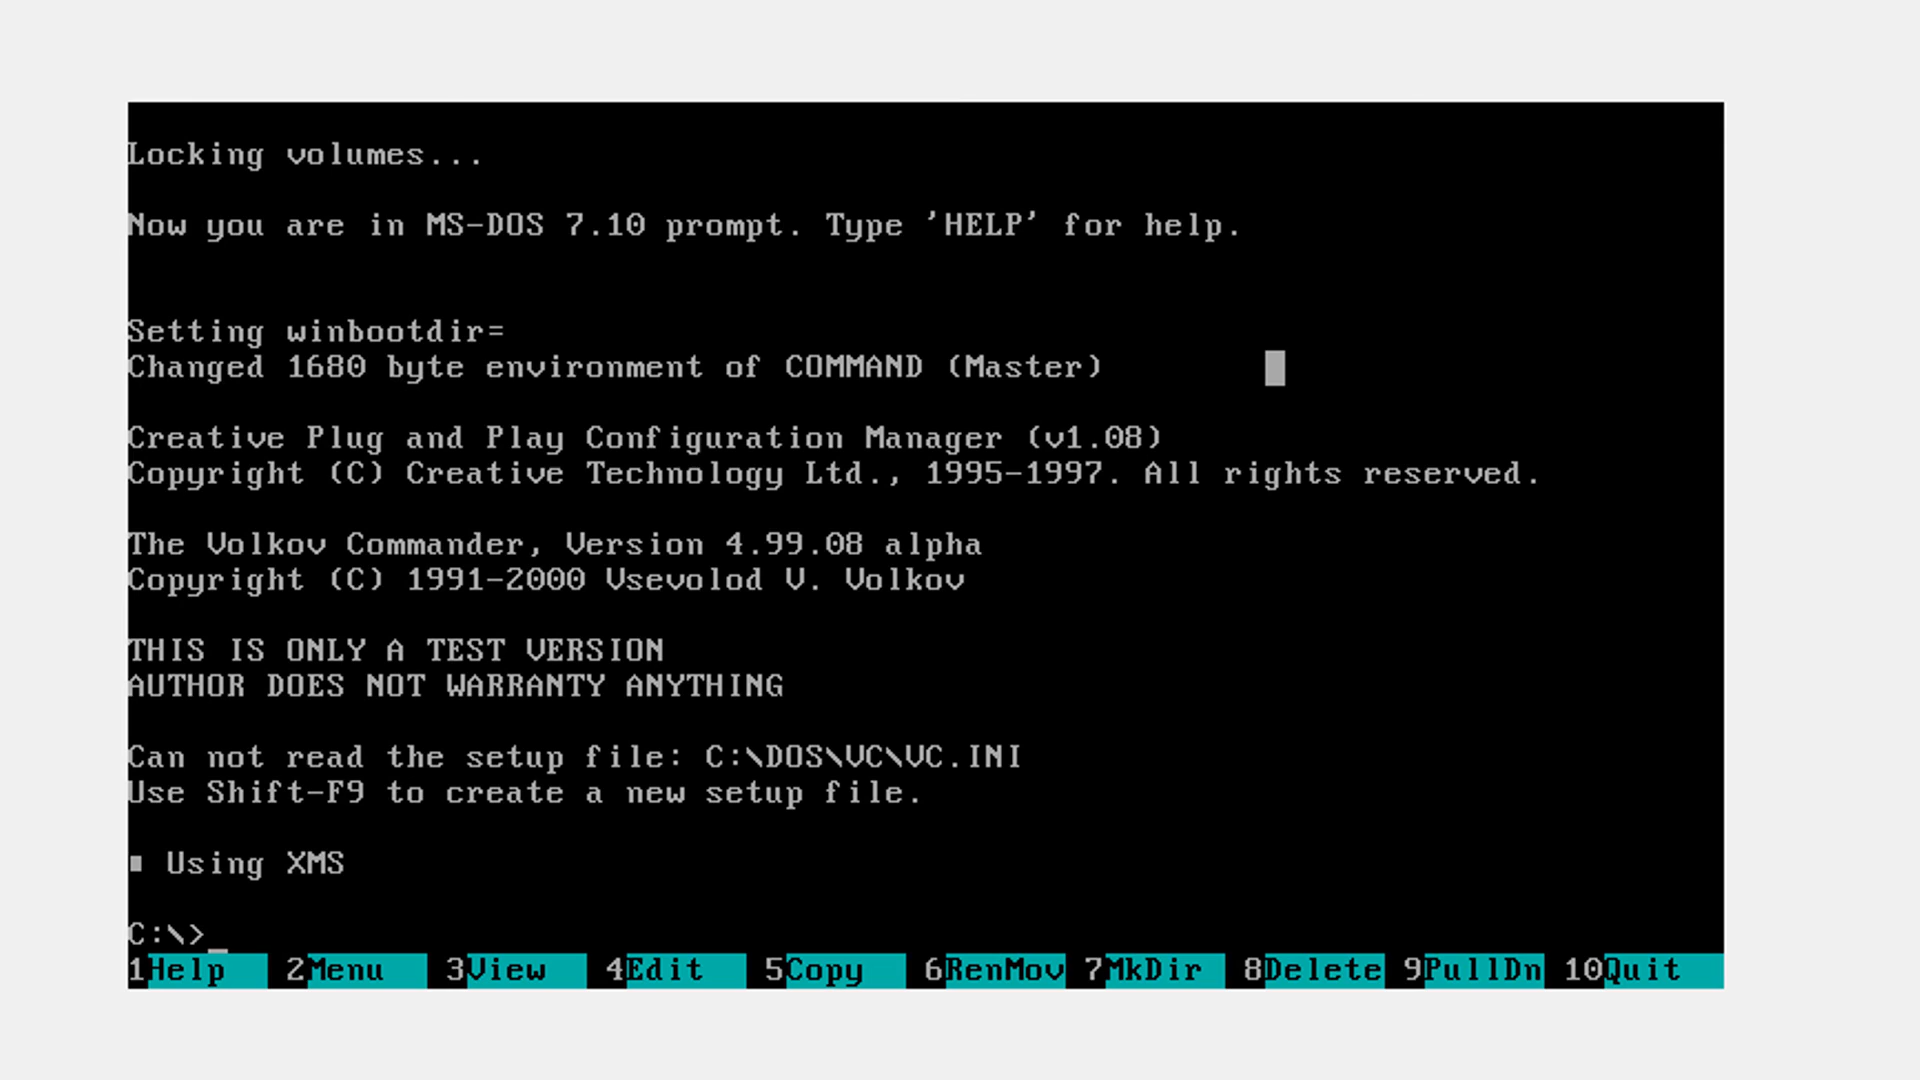 Locking volumes...
Now you are in MS-DOS 7.10 prompt. Type 'HELP' for help.
Setting winbootdir=
Changed 1680 byte environment of COMMAND (Master)
Creative Plug and Play Configuration Manager (v1.08)
Copyright (C) Creative Technology Ltd., 1995-1997. All rights reserved.
The Volkov Commander, Version 4.99.08 alpha
Copyright (C) 1991-2000 Vsevolod V. Volkov
THIS IS ONLY A TEST VERSION
AUTHOR DOES NOT WARRANTY ANYTHING
Can not read the setup file: C:\DOS\VC\VC.INI
Use Shift-F9 to create a new setup file.
▪ Using XMS
C:\>_
1Help 2Menu 3View 4Edit 5Copy 6RenMov 7MkDir 8Delete 9PullDn 10Quit